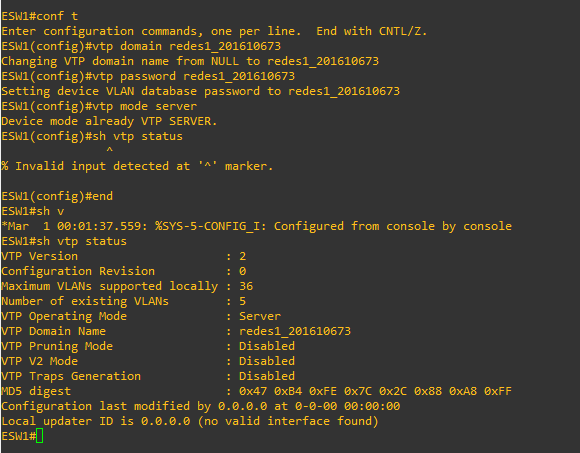 ESW1#conf t
Enter configuration commands, one per line.  End with CNTL/Z.
ESW1(config)#vtp domain redes1_201610673
Changing VTP domain name from NULL to redes1_201610673
ESW1(config)#vtp password redes1_201610673
Setting device VLAN database password to redes1_201610673
ESW1(config)#vtp mode server
Device mode already VTP SERVER.
ESW1(config)#sh vtp status
^
% Invalid input detected at '^' marker.
ESW1(config)#end
ESW1#sh v
*Mar  1 00:01:37.559: %SYS-5-CONFIG_I: Configured from console by console
ESW1#sh vtp status
VTP Version                     : 2
Configuration Revision          : 0
Maximum VLANs supported locally : 36
Number of existing VLANs        : 5
VTP Operating Mode              : Server
VTP Domain Name                 : redes1_201610673
VTP Pruning Mode                : Disabled
VTP V2 Mode                     : Disabled
VTP Traps Generation            : Disabled
MD5 digest                      : 0x47 0xB4 0xFE 0x7C 0x2C 0x88 0xA8 0xFF
Configuration last modified by 0.0.0.0 at 0-0-00 00:00:00
Local updater ID is 0.0.0.0 (no valid interface found)
ESW1#